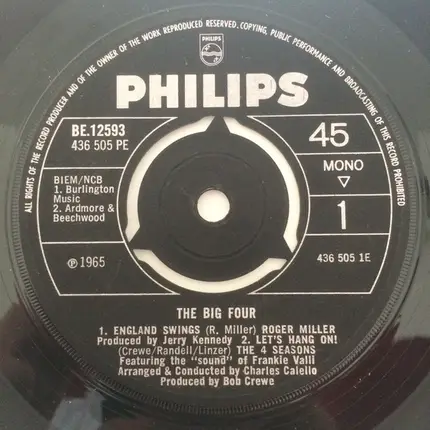 ALL RIGHTS OF THE RECORD PRODUCER AND OF THE OWNER OF THE WORK REPRODUCED RESERVED. COPYING, PUBLIC PERFORMANCE AND BROADCASTING OF THIS RECORD PROHIBITED
PHILIPS
PHILIPS
BE.12593
436 505 PE
45
BIEM/NCB
1. Burlington
Music
2. Ardmore &
Beechwood
MONO
▽
1
℗ 1965
436 505 1E
THE BIG FOUR
1. ENGLAND SWINGS (R. Miller) ROGER MILLER
Produced by Jerry Kennedy 2. LET'S HANG ON!
(Crewe/Randell/Linzer) THE 4 SEASONS
Featuring the "sound" of Frankie Valli
Arranged & Conducted by Charles Calello
Produced by Bob Crewe